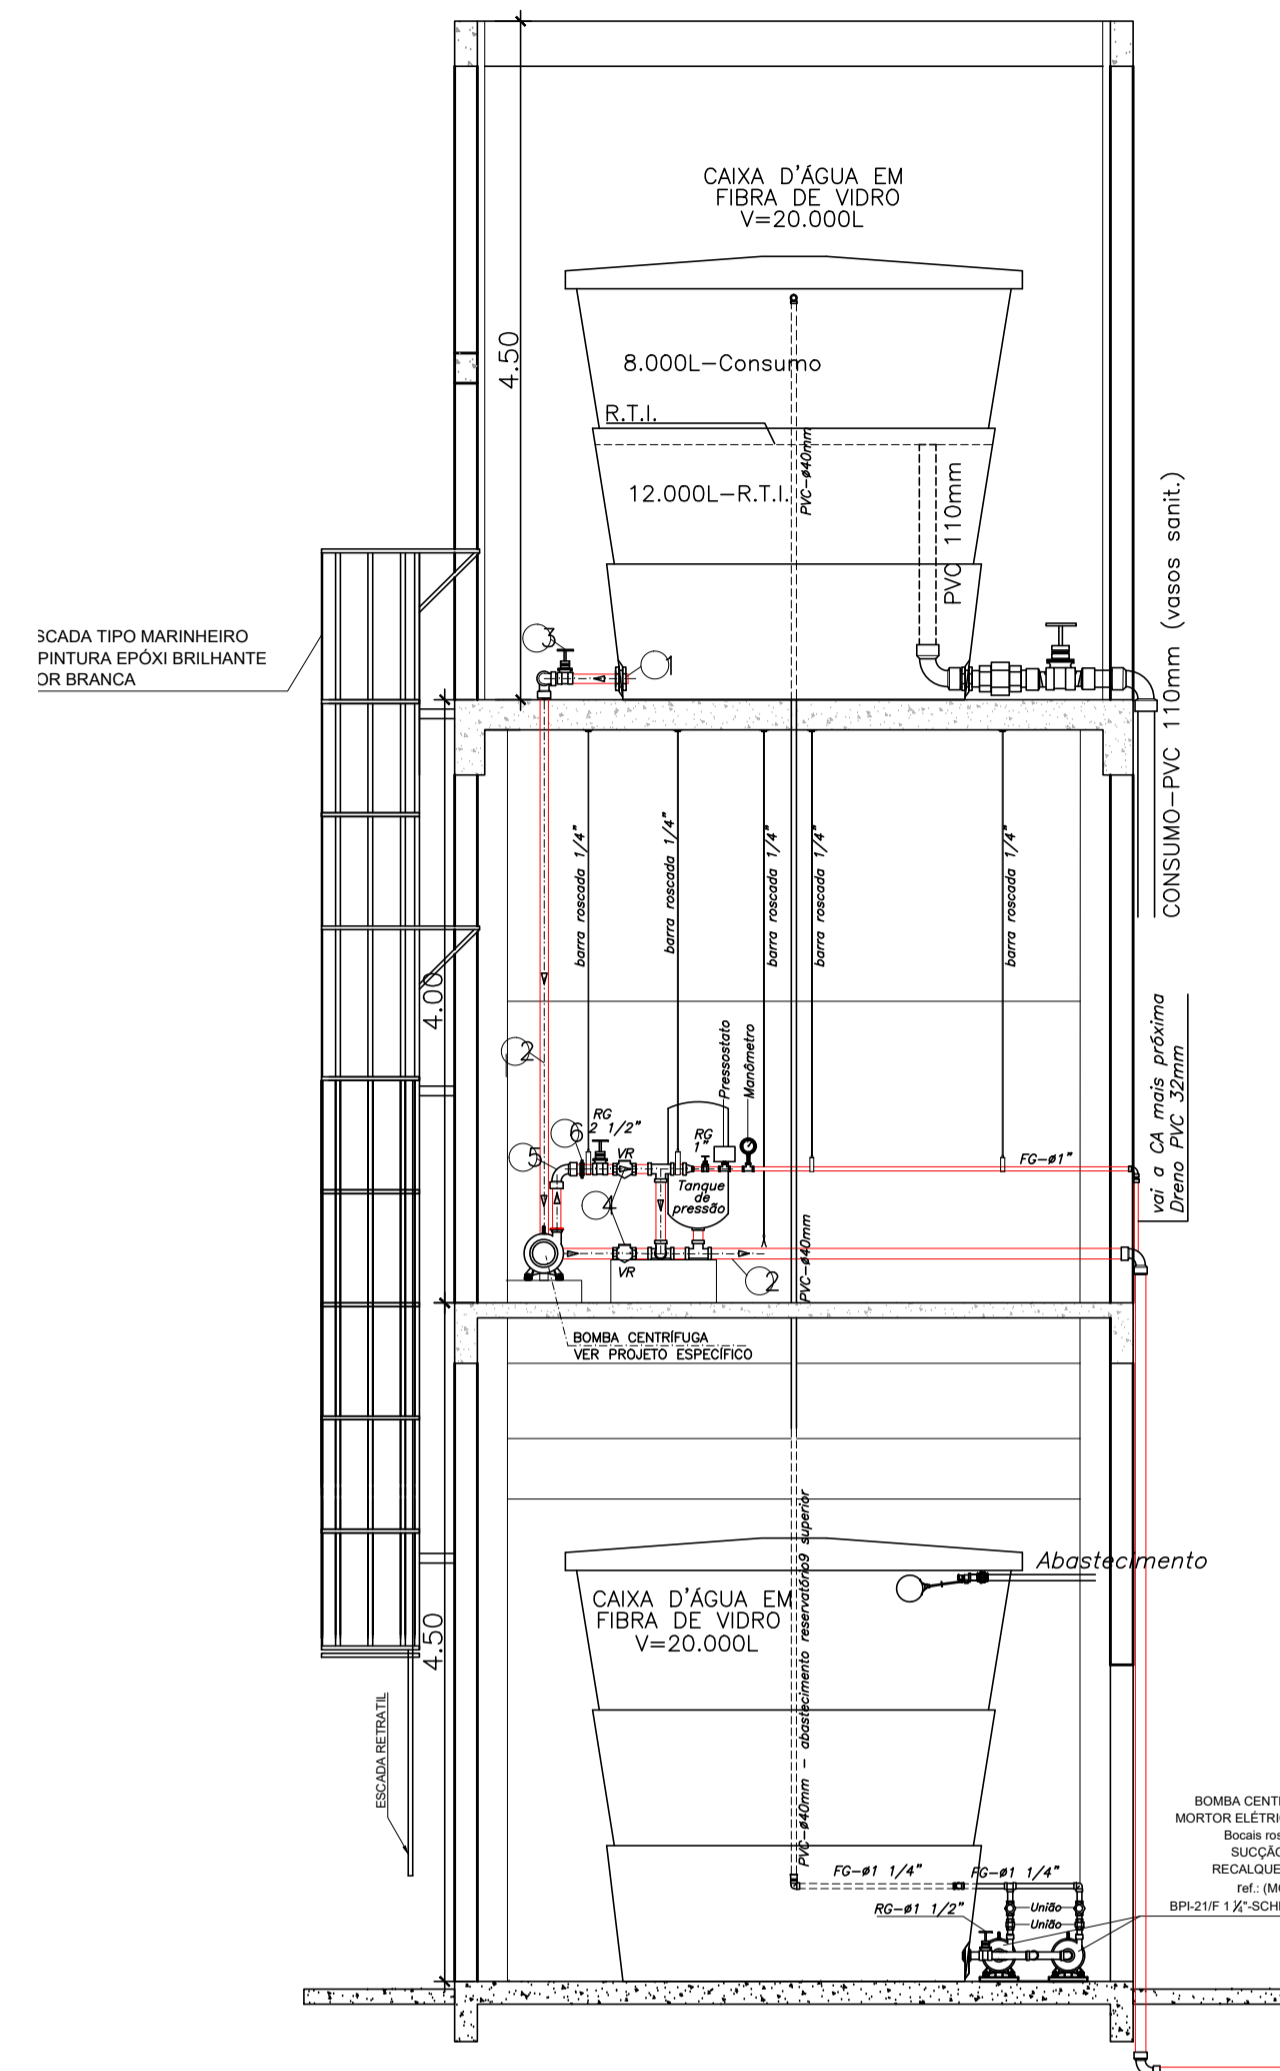 CAIXA D'ÁGUA EM
FIBRA DE VIDRO
V=20.000L
4.50
8.000L-Consumo
R.T.I.
PVC-ø40mm
12.000L-R.T.I.
PVC 110mm
CONSUMO-PVC 110mm (vasos sanit.)
SCADA TIPO MARINHEIRO
PINTURA EPÓXI BRILHANTE
OR BRANCA
3
1
barra roscada 1/4"
barra roscada 1/4"
barra roscada 1/4"
barra roscada 1/4"
barra roscada 1/4"
4.00
2
vai a CA mais próxima
Dreno PVC 32mm
Pressostato
Manômetro
RG
2 1/2"
6
VR
RG
1"
5
FG-ø1"
Tanque
de
pressão
4
VR
2
PVC-ø40mm
BOMBA CENTRÍFUGA
VER PROJETO ESPECÍFICO
Abastecimento
CAIXA D'ÁGUA EM
FIBRA DE VIDRO
V=20.000L
4.50
PVC-ø40mm - abastecimento reservatório9 superior
ESCADA RETRATIL
BOMBA CENT
MORTOR ELÉTRI
Bocais ros
SUCÇÃO
RECALQUE
ref.: (M
BPI-21/F 1 ¼"-SCH
FG-ø1 1/4"
FG-ø1 1/4"
RG-ø1 1/2"
União
União